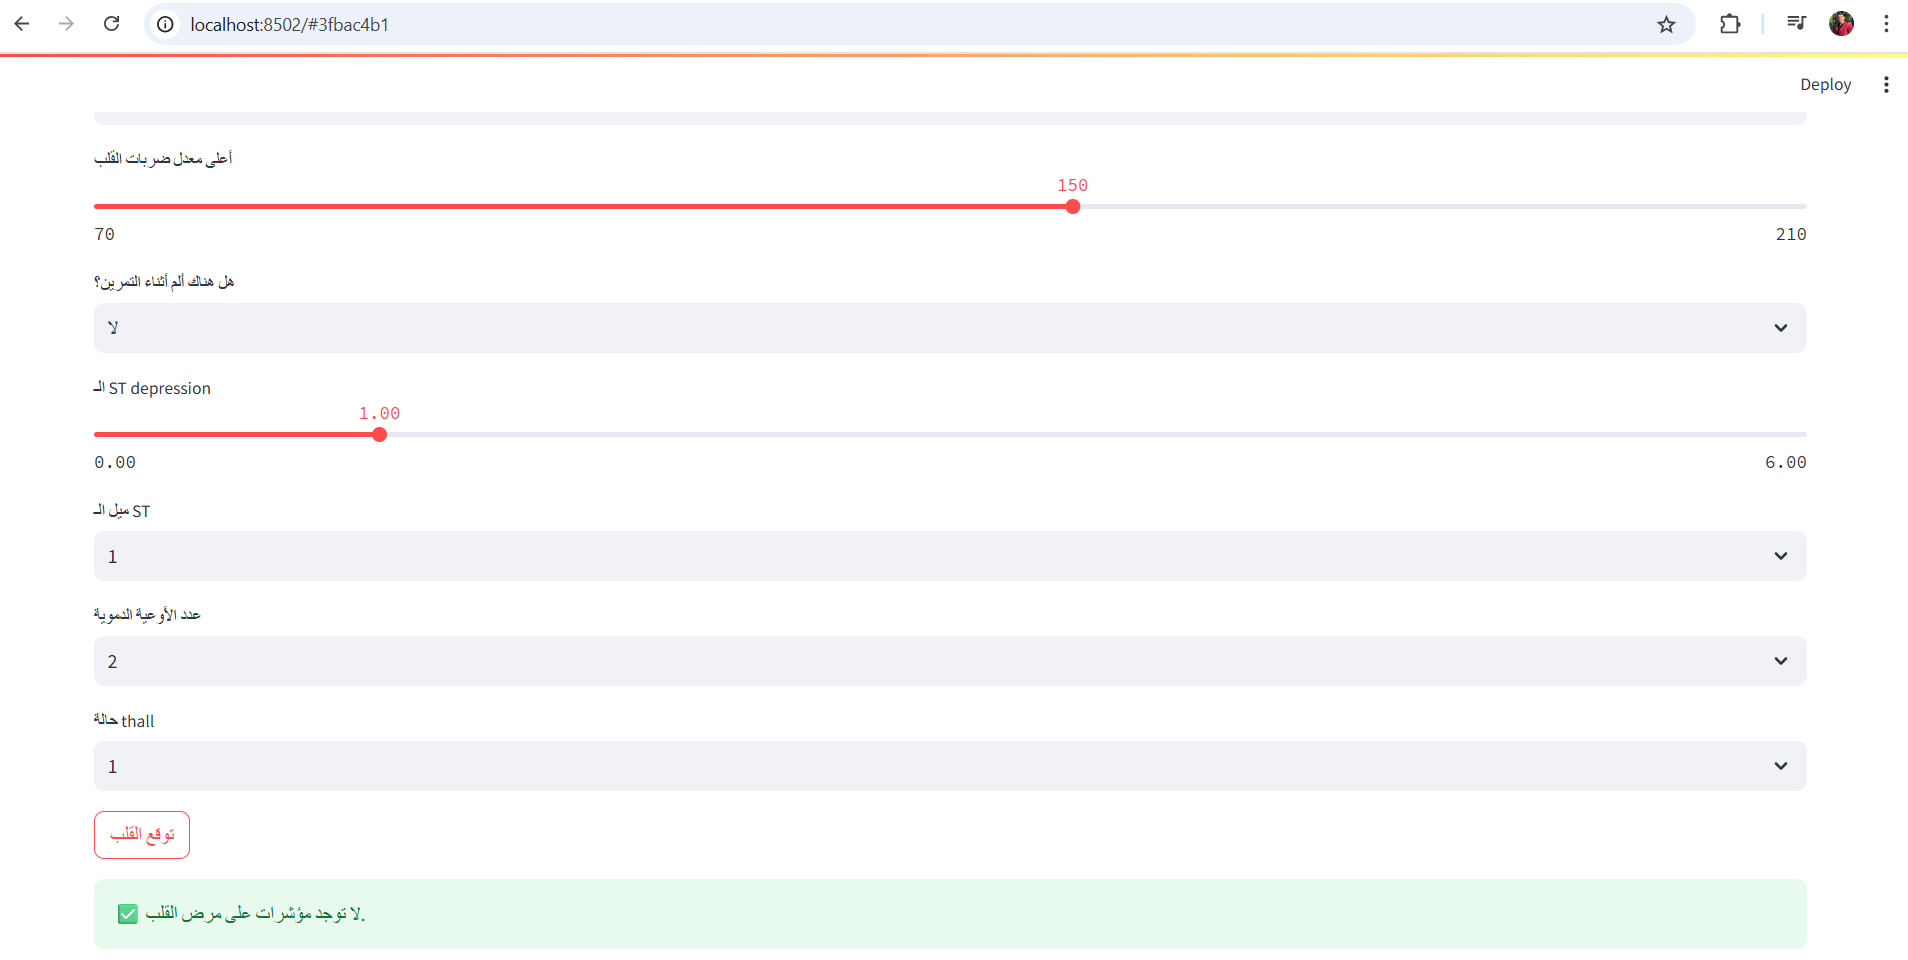 localhost:8502/#3fbac4b1
Deploy
أعلى معدل ضربات القلب
150
70
210
هل هناك ألم أثناء التمرين؟
لا
الـ ST depression
1.00
0.00
6.00
ميل الـ ST
1
عدد الأوعية الدموية
2
حالة thall
1
توقع القلب
✅ لا توجد مؤشرات على مرض القلب.